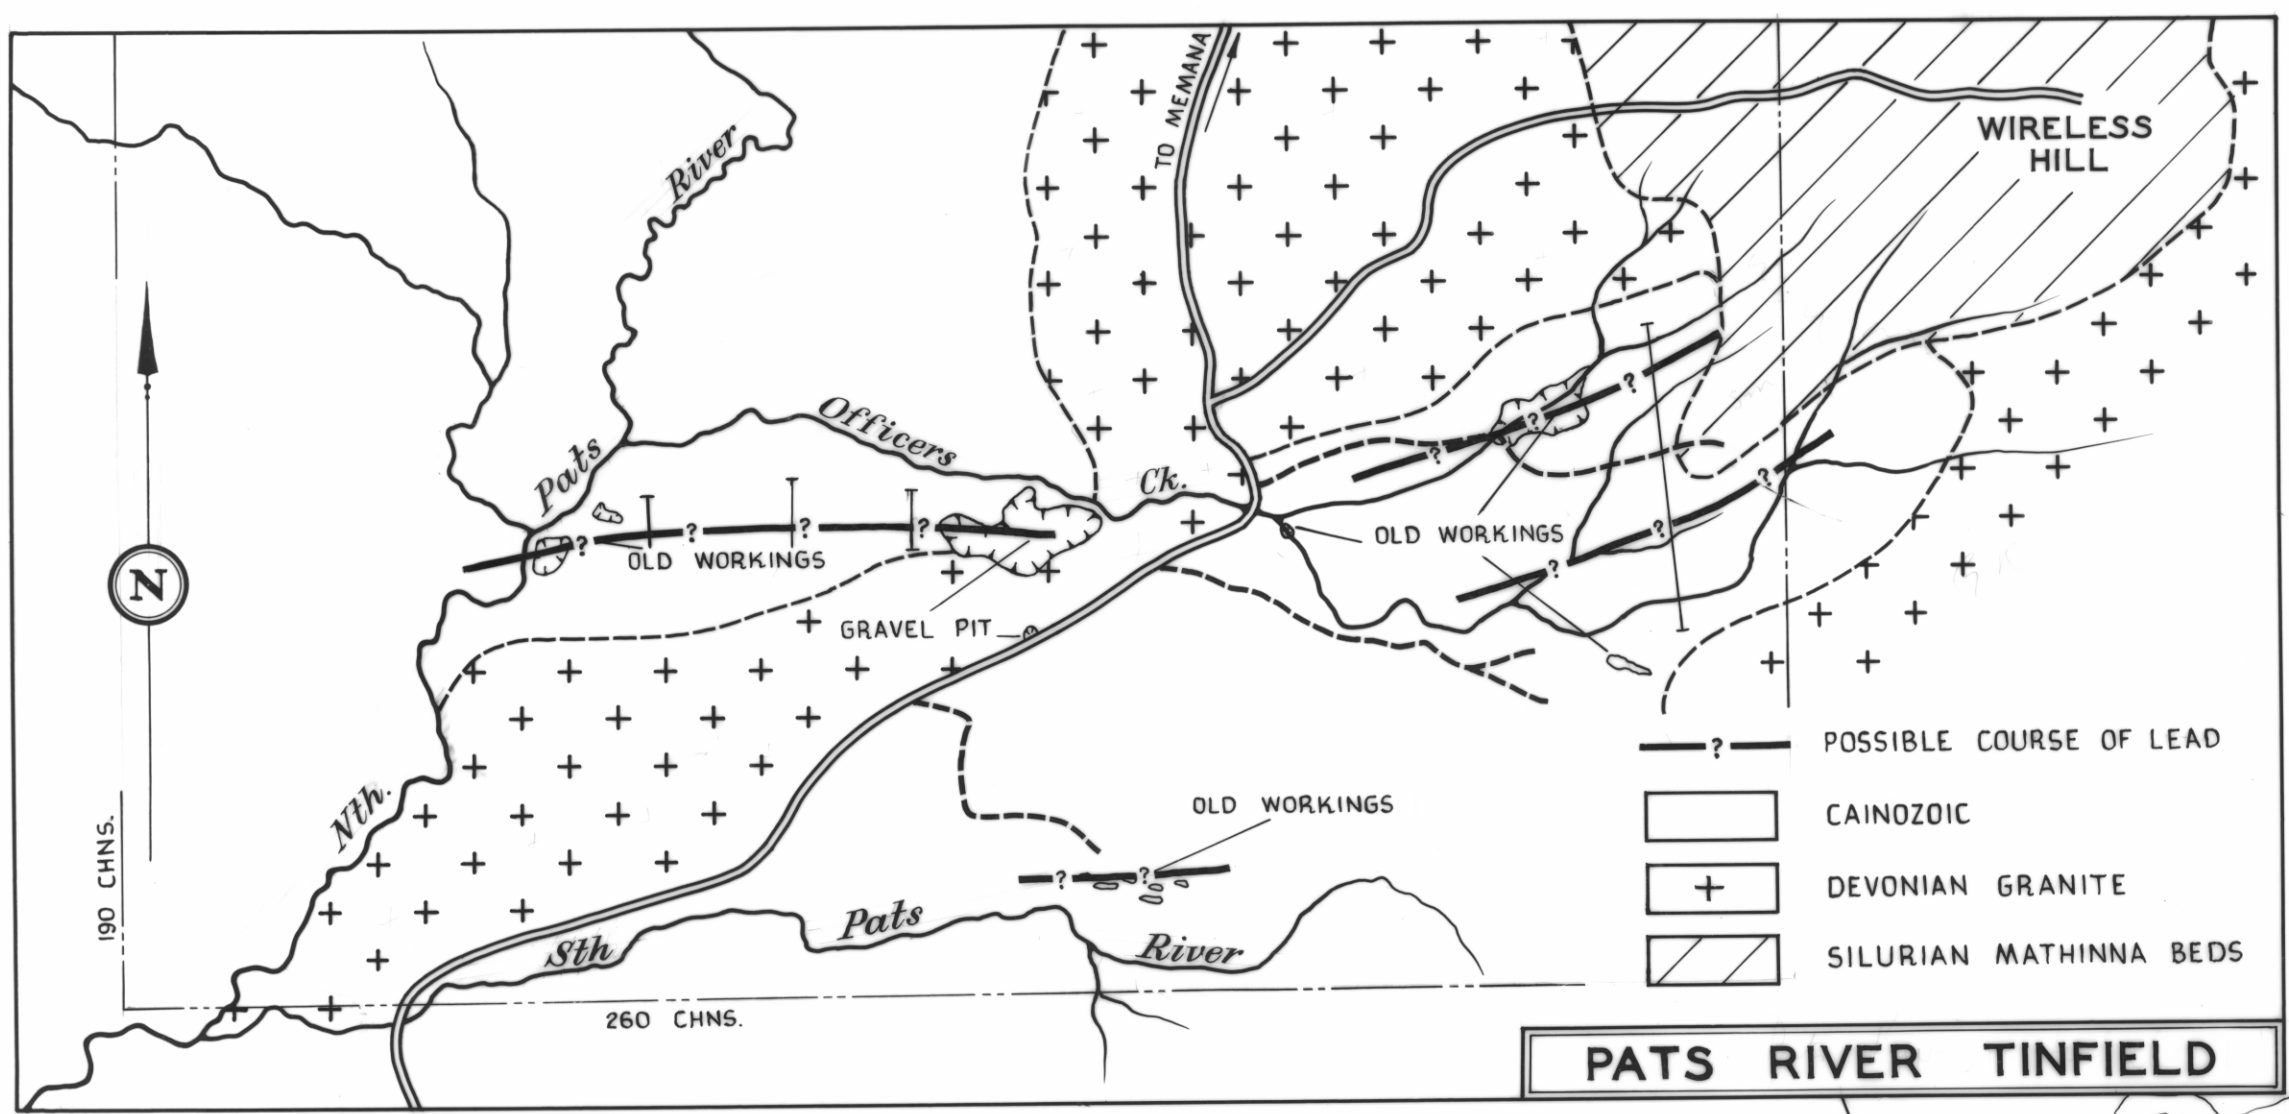 TO MEMANA
WIRELESS
HILL
River
Pats
Officers
Ck.
OLD WORKINGS
OLD WORKINGS
GRAVEL PIT
N
Nth.
190 CHNS.
OLD WORKINGS
Sth
Pats
River
260 CHNS.
?
?
?
?
?
?
?
?
?
?
?
?
POSSIBLE COURSE OF LEAD
?
CAINOZOIC
+ DEVONIAN GRANITE
SILURIAN MATHINNA BEDS
PATS RIVER TINFIELD